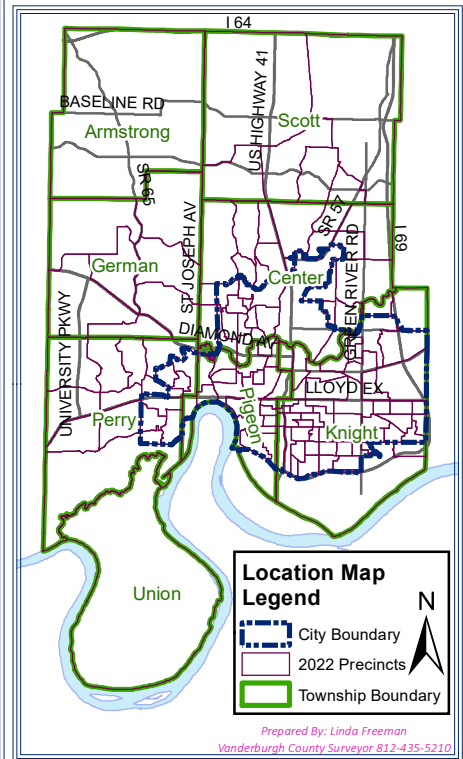 I 64
US HIGHWAY 41
BASELINE RD
Scott
Armstrong
SR 65
ST JOSEPH AV
SR 57
GREEN RIVER RD
I 69
German
Center
UNIVERSITY PKWY
DIAMOND AV
LLOYD EX
Perry
Pigeon
Knight
Union
Location Map
Legend
N
City Boundary
2022 Precincts
Township Boundary
Prepared By: Linda Freeman
Vanderburgh County Surveyor 812-435-5210